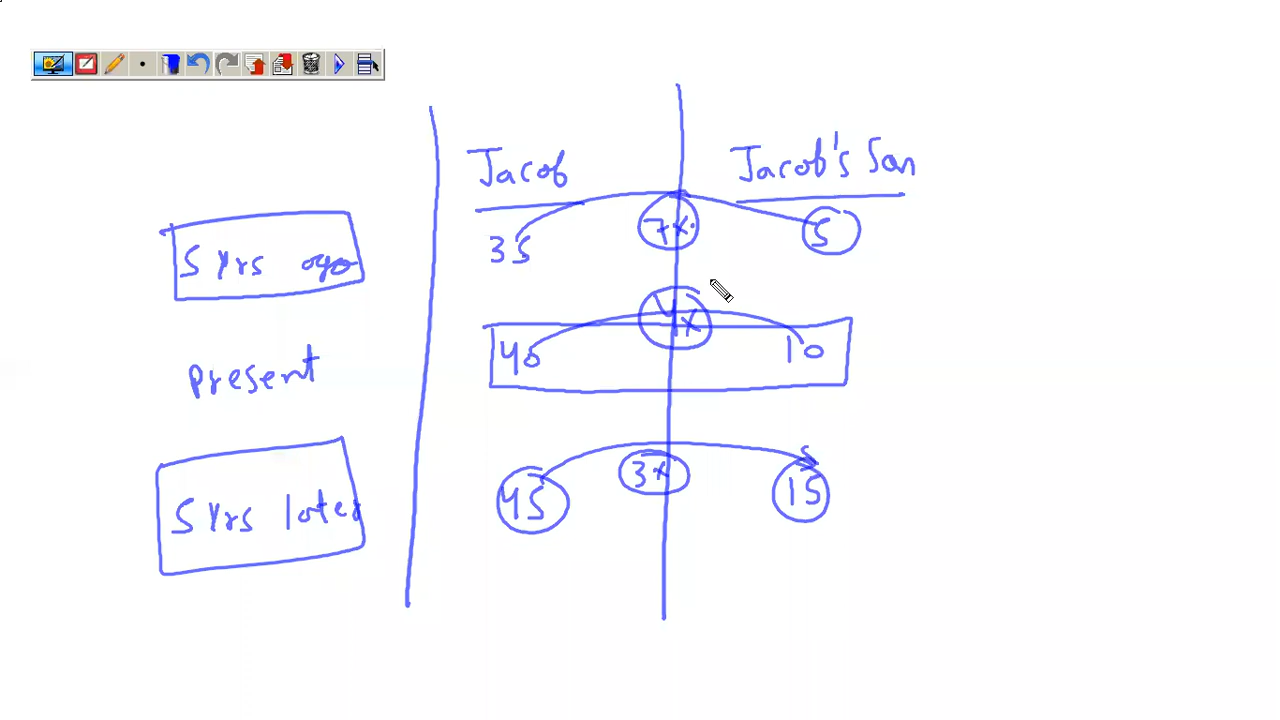 Jacob Jacob's Son
5 Yrs ago 35 7x 5
4x
present 40 10
5 Yrs later 45 3x 15